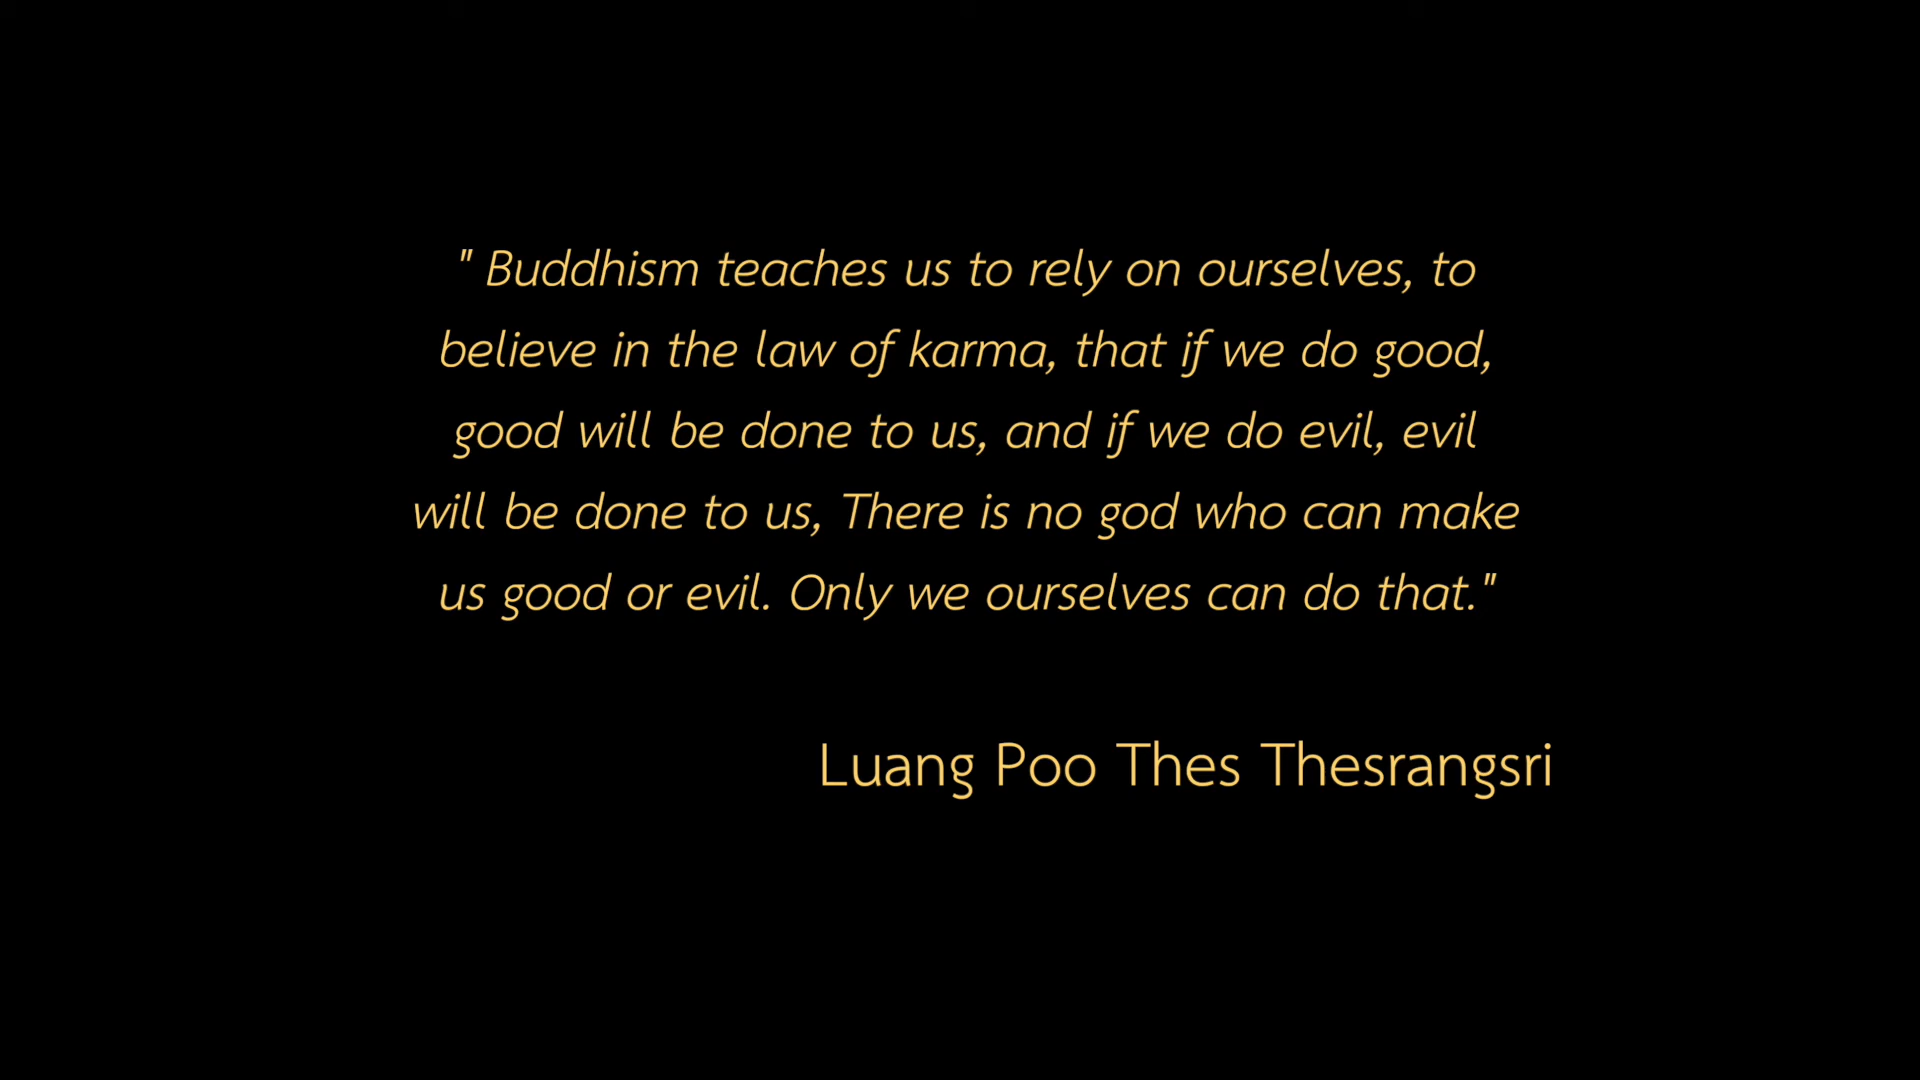 " Buddhism teaches us to rely on ourselves, to
believe in the law of karma, that if we do good,
good will be done to us, and if we do evil, evil
will be done to us, There is no god who can make
us good or evil. Only we ourselves can do that."
Luang Poo Thes Thesrangsri